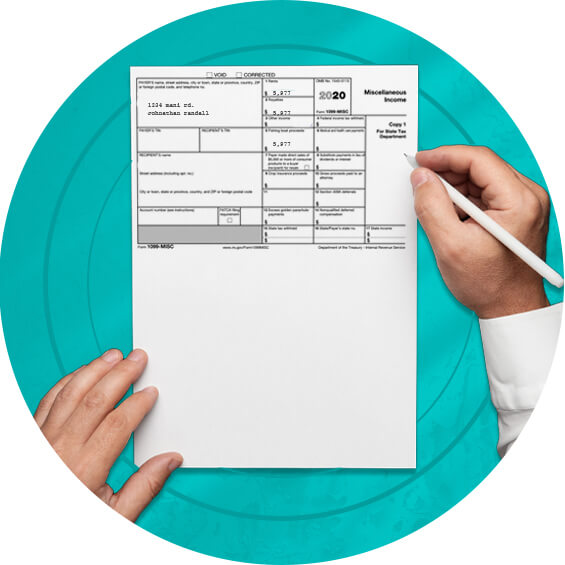 VOID CORRECTED
PAYER'S name, street address, city or town, state or province, country, ZIP
or foreign postal code, and telephone no.
1234 mani rd.
rohnathan randall
1 Rents
$ 5,977
2 Royalties
$ 5,977
3 Other income
$
OMB No. 1545-0115
2020
Form 1099-MISC
Miscellaneous
Income
4 Federal income tax withheld
$
Copy 1
For State Tax
Department
PAYER'S TIN
RECIPIENT'S TIN
5 Fishing boat proceeds
5,977
$
6 Medical and health care payments
$
RECIPIENT'S name
7 Payer made direct sales of
$5,000 or more of consumer
products to a buyer
(recipient) for resale
8 Substitute payments in lieu of
dividends or interest
$
Street address (including apt. no.)
9 Crop insurance proceeds
$
10 Gross proceeds paid to an
attorney
$
City or town, state or province, country, and ZIP or foreign postal code
11
12 Section 409A deferrals
$
Account number (see instructions)
FATCA filing
requirement
13 Excess golden parachute
payments
$
14 Nonqualified deferred
compensation
$
15 State tax withheld
$
$
16 State/Payer's state no.
17 State income
$
$
Form 1099-MISC
www.irs.gov/Form1099MISC
Department of the Treasury - Internal Revenue Service